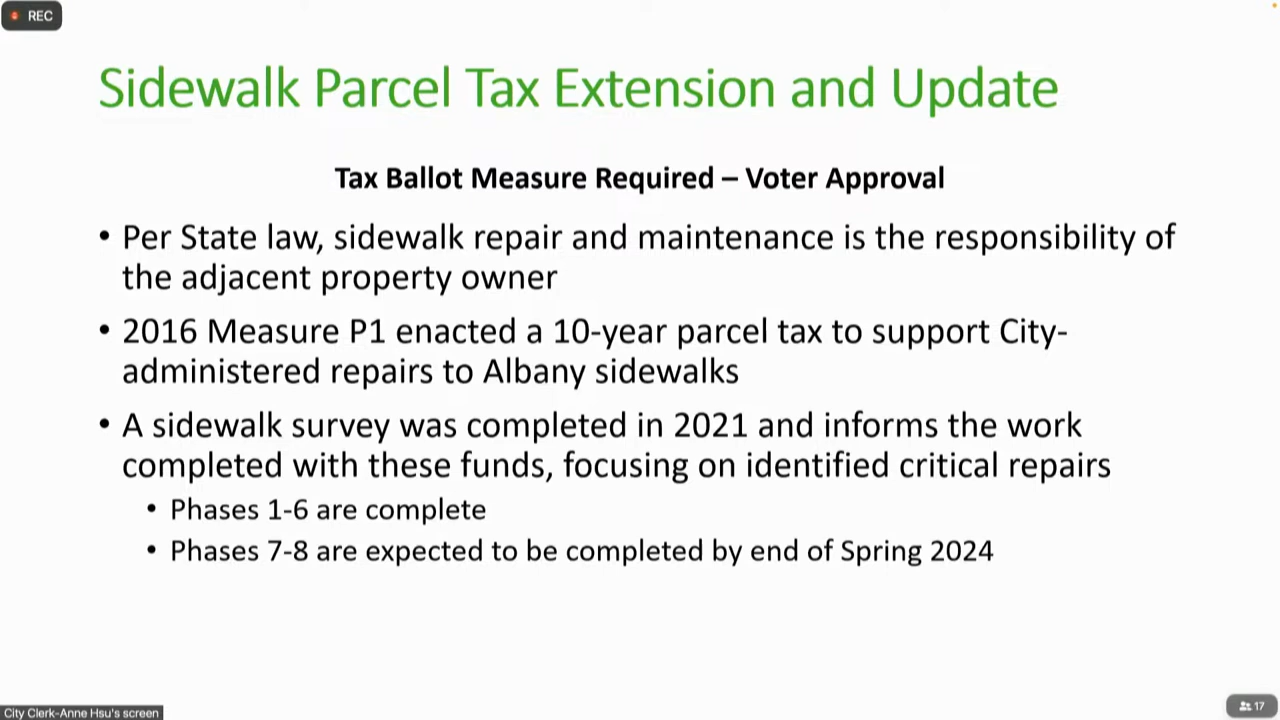 REC
Sidewalk Parcel Tax Extension and Update
Tax Ballot Measure Required – Voter Approval
• Per State law, sidewalk repair and maintenance is the responsibility of
the adjacent property owner
• 2016 Measure P1 enacted a 10-year parcel tax to support City-
administered repairs to Albany sidewalks
• A sidewalk survey was completed in 2021 and informs the work
completed with these funds, focusing on identified critical repairs
• Phases 1-6 are complete
• Phases 7-8 are expected to be completed by end of Spring 2024
City Clerk-Anne Hsu's screen
17